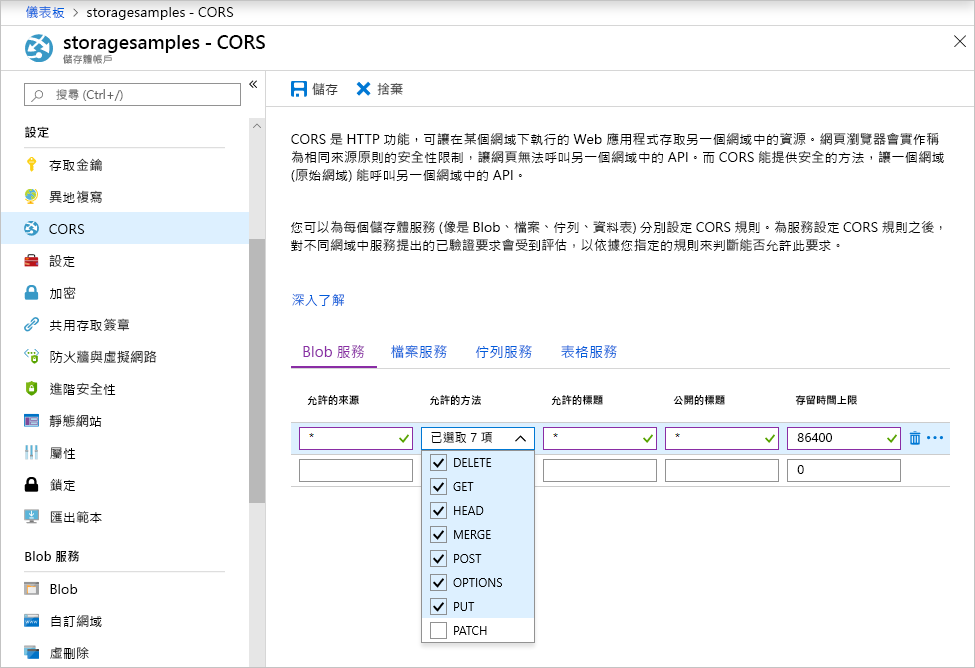 儀表板 > storagesamples - CORS
storagesamples - CORS
儲存體帳戶
搜尋 (Ctrl+/)
«
設定
存取金鑰
異地複寫
CORS
設定
加密
共用存取簽章
防火牆與虛擬網路
進階安全性
靜態網站
屬性
鎖定
匯出範本
Blob 服務
Blob
自訂網域
虛刪除
儲存 捨棄
CORS 是 HTTP 功能，可讓在某個網域下執行的 Web 應用程式存取另一個網域中的資源。網頁瀏覽器會實作稱
為相同來源原則的安全性限制，讓網頁無法呼叫另一個網域中的 API。而 CORS 能提供安全的方法，讓一個網域
(原始網域) 能呼叫另一個網域中的 API。
您可以為每個儲存體服務 (像是 Blob、檔案、佇列、資料表) 分別設定 CORS 規則。為服務設定 CORS 規則之後，
對不同網域中服務提出的已驗證要求會受到評估，以依據您指定的規則來判斷能否允許此要求。
深入了解
Blob 服務 檔案服務 佇列服務 表格服務
允許的來源 允許的方法 允許的標題 公開的標題 存留時間上限
* 已選取 7 項 * * 86400
0
DELETE
GET
HEAD
MERGE
POST
OPTIONS
PUT
PATCH